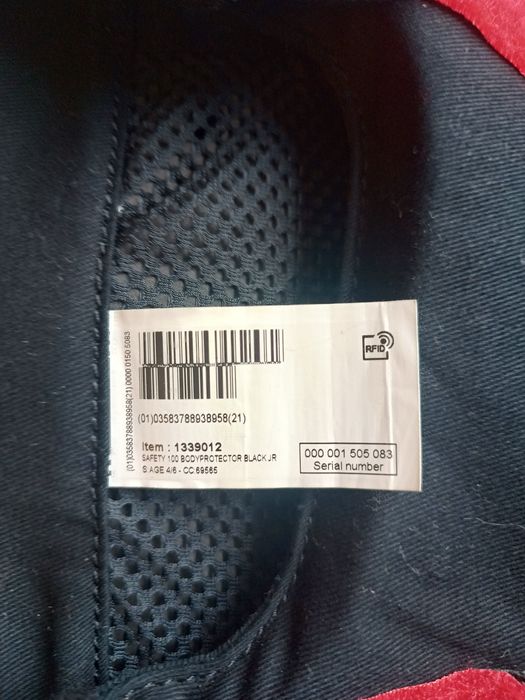 (01)03583788938958(21) 0000 0150 5083
(01)03583788938958(21)
Item : 1339012
SAFETY 100 BODYPROTECTOR BLACK JR
S AGE 4/6 - CC 69565
RFID
000 001 505 083
Serial number